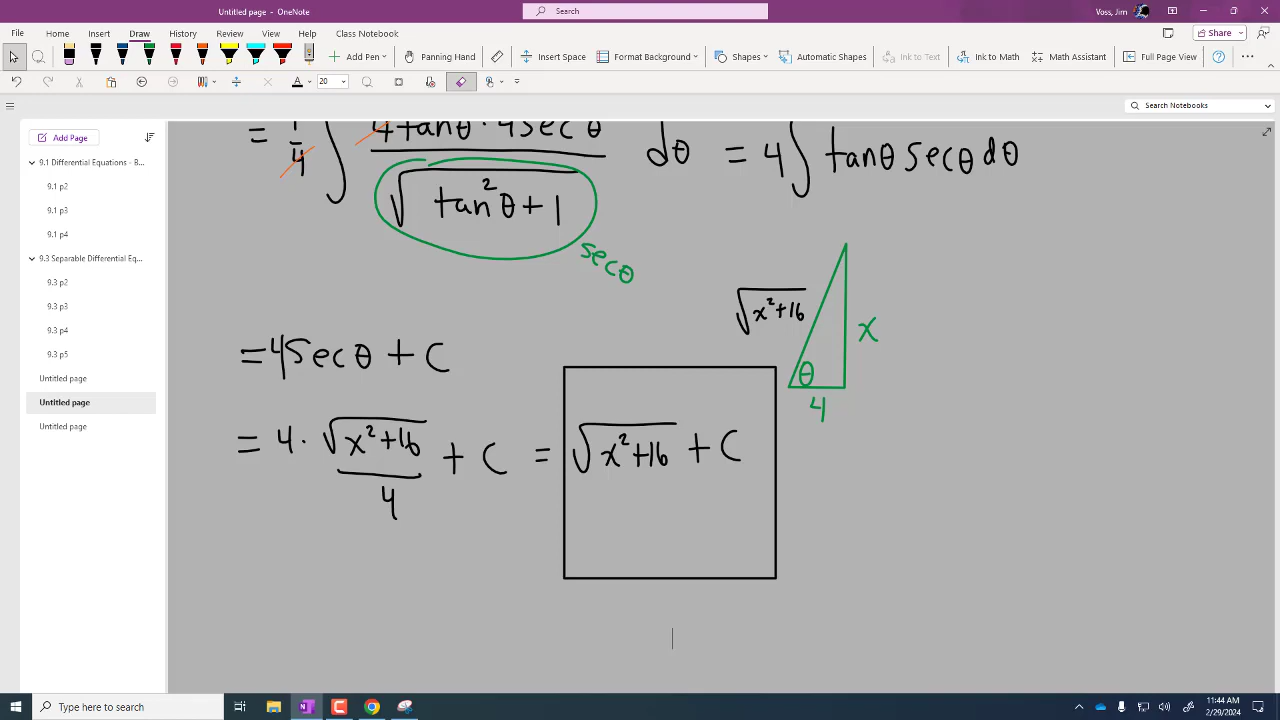 Untitled page - OneNote
Search
Voss, Jim
File Home Insert Draw History Review View Help Class Notebook
Share
Add Pen Panning Hand Insert Space Format Background Shapes Automatic Shapes Ink to Text Ink to Math Math Assistant Full Page View
20
Search Notebooks
Add Page
9.1 Differential Equations - B...
9.1 p2
9.1 p3
9.1 p4
9.3 Separable Differential Eq...
9.3 p2
9.3 p3
9.3 p4
9.3 p5
Untitled page
Untitled page
Untitled page
= 1/4 ∫ 4tanθ · 4secθ / √(tan²θ + 1) dθ = 4 ∫ tanθ secθ dθ
secθ
√(x²+16)
x
θ
4
= 4secθ + C
= 4 · √(x²+16) / 4 + C = √(x²+16) + C
Type here to search
11:44 AM
2/29/2024